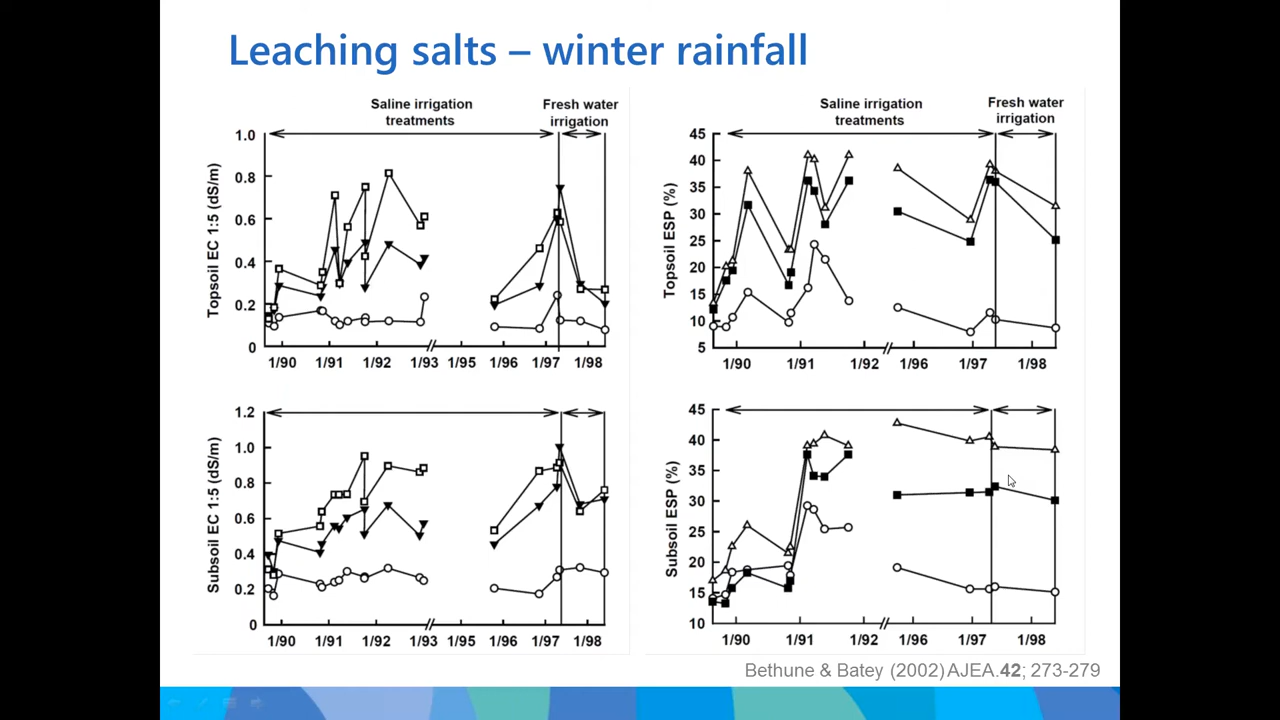 Leaching salts – winter rainfall
Saline irrigation
treatments
Fresh water
irrigation
Topsoil EC 1:5 (dS/m)
1.0
0.8
0.6
0.4
0.2
0
1/90 1/91 1/92 1/93 1/95 1/96 1/97 1/98
Saline irrigation
treatments
Fresh water
irrigation
Topsoil ESP (%)
45
40
35
30
25
20
15
10
5
1/90 1/91 1/92 1/96 1/97 1/98
Subsoil EC 1:5 (dS/m)
1.2
1.0
0.8
0.6
0.4
0.2
0
1/90 1/91 1/92 1/93 1/95 1/96 1/97 1/98
Subsoil ESP (%)
45
40
35
30
25
20
15
10
1/90 1/91 1/92 1/96 1/97 1/98
Bethune & Batey (2002) AJEA.42; 273-279